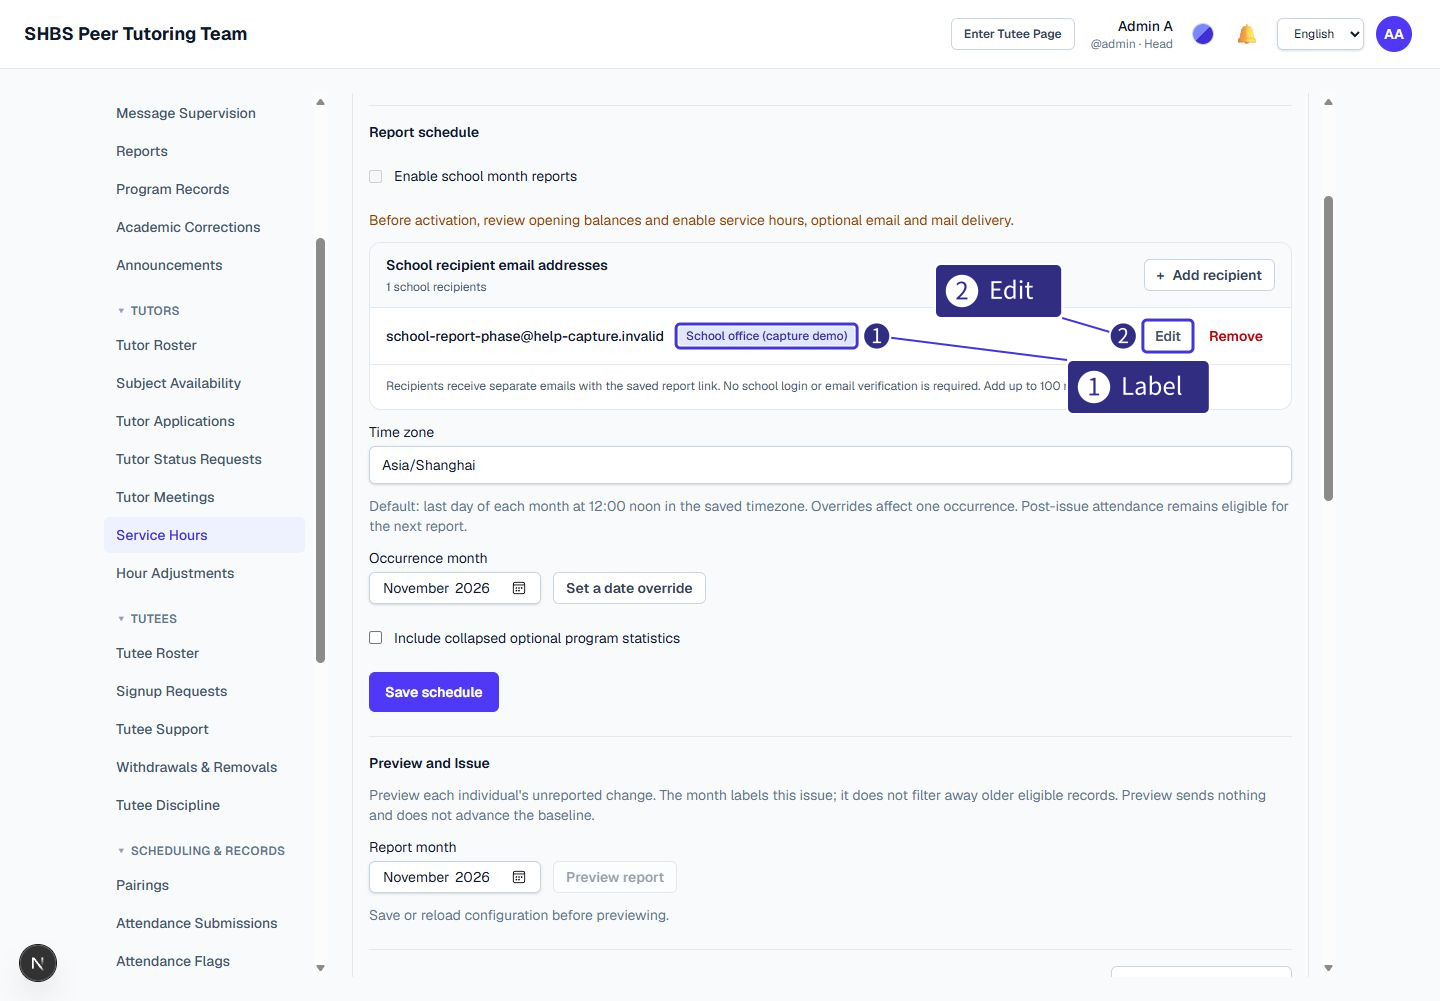 SHBS Peer Tutoring Team
Enter Tutee Page
Admin A
@admin · Head
English
AA
Message Supervision
Reports
Program Records
Academic Corrections
Announcements
TUTORS
Tutor Roster
Subject Availability
Tutor Applications
Tutor Status Requests
Tutor Meetings
Service Hours
Hour Adjustments
TUTEES
Tutee Roster
Signup Requests
Tutee Support
Withdrawals & Removals
Tutee Discipline
SCHEDULING & RECORDS
Pairings
Attendance Submissions
Attendance Flags
N
Report schedule
Enable school month reports
Before activation, review opening balances and enable service hours, optional email and mail delivery.
School recipient email addresses
1 school recipients
+ Add recipient
2 Edit
school-report-phase@help-capture.invalid School office (capture demo) 1 2 Edit Remove
Recipients receive separate emails with the saved report link. No school login or email verification is required. Add up to 100
1 Label
Time zone
Asia/Shanghai
Default: last day of each month at 12:00 noon in the saved timezone. Overrides affect one occurrence. Post-issue attendance remains eligible for
the next report.
Occurrence month
November 2026 Set a date override
Include collapsed optional program statistics
Save schedule
Preview and Issue
Preview each individual's unreported change. The month labels this issue; it does not filter away older eligible records. Preview sends nothing
and does not advance the baseline.
Report month
November 2026 Preview report
Save or reload configuration before previewing.